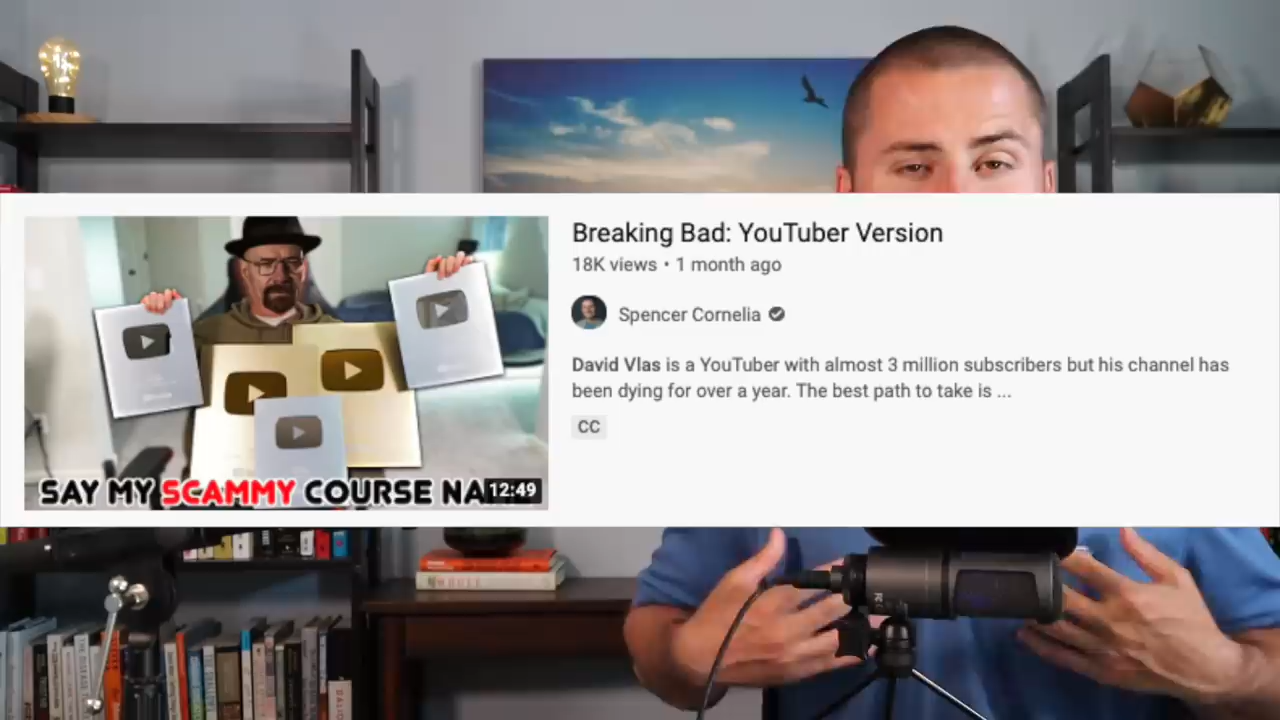 Breaking Bad: YouTuber Version
18K views • 1 month ago
Spencer Cornelia
David Vlas is a YouTuber with almost 3 million subscribers but his channel has
been dying for over a year. The best path to take is ...
CC
SAY MY SCAMMY COURSE
12:49